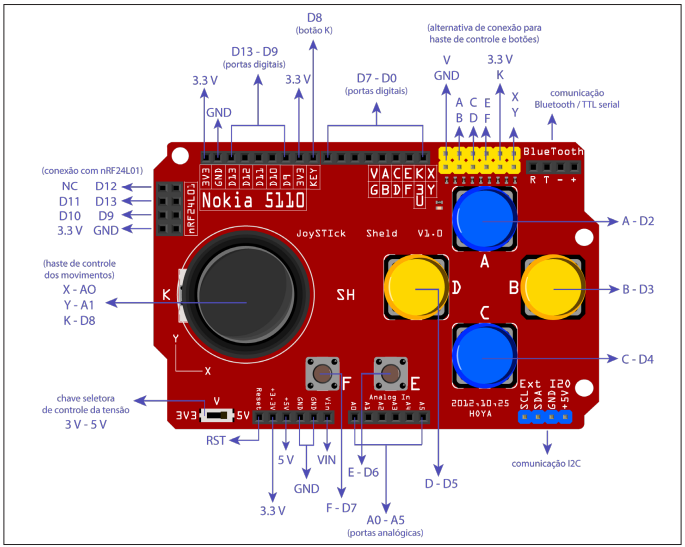 D8
(botão K)
D13 - D9
(portas digitais)
3.3 V
3.3 V
GND
D7 - D0
(portas digitais)
(alternativa de conexão para
haste de controle e botões)
V
GND
3.3 V
K
A
B
C
D
E
F
X
Y
comunicação
Bluetooth / TTL serial
BlueTooth
R T - +
3V3
GND
D13
D12
D11
D10
D9
3V3
KEY
V A C E K X
G B D F 3U Y
Nokia 5110
nRF24L01
(conexão com nRF24L01)
NC D12
D11 D13
D10 D9
3.3 V GND
JoySTIck Sheld V1.0
A
A - D2
(haste de controle
dos movimentos)
X - AO
Y - A1
K - D8
K
SH
D
B
B - D3
C
C - D4
Y
X
F
E
chave seletora
de controle da tensão
3 V - 5 V
V
3V3
5V
Reset
+3.3V
+5V
GND
GND
Vin
Analog In
A0
A1
A2
A3
A4
A5
2012.10.25
HOYA
Ext I20
SCL
SDA
GND
+5V
RST
5 V
VIN
GND
3.3 V
E - D6
F - D7
D - D5
A0 - A5
(portas analógicas)
comunicação I2C